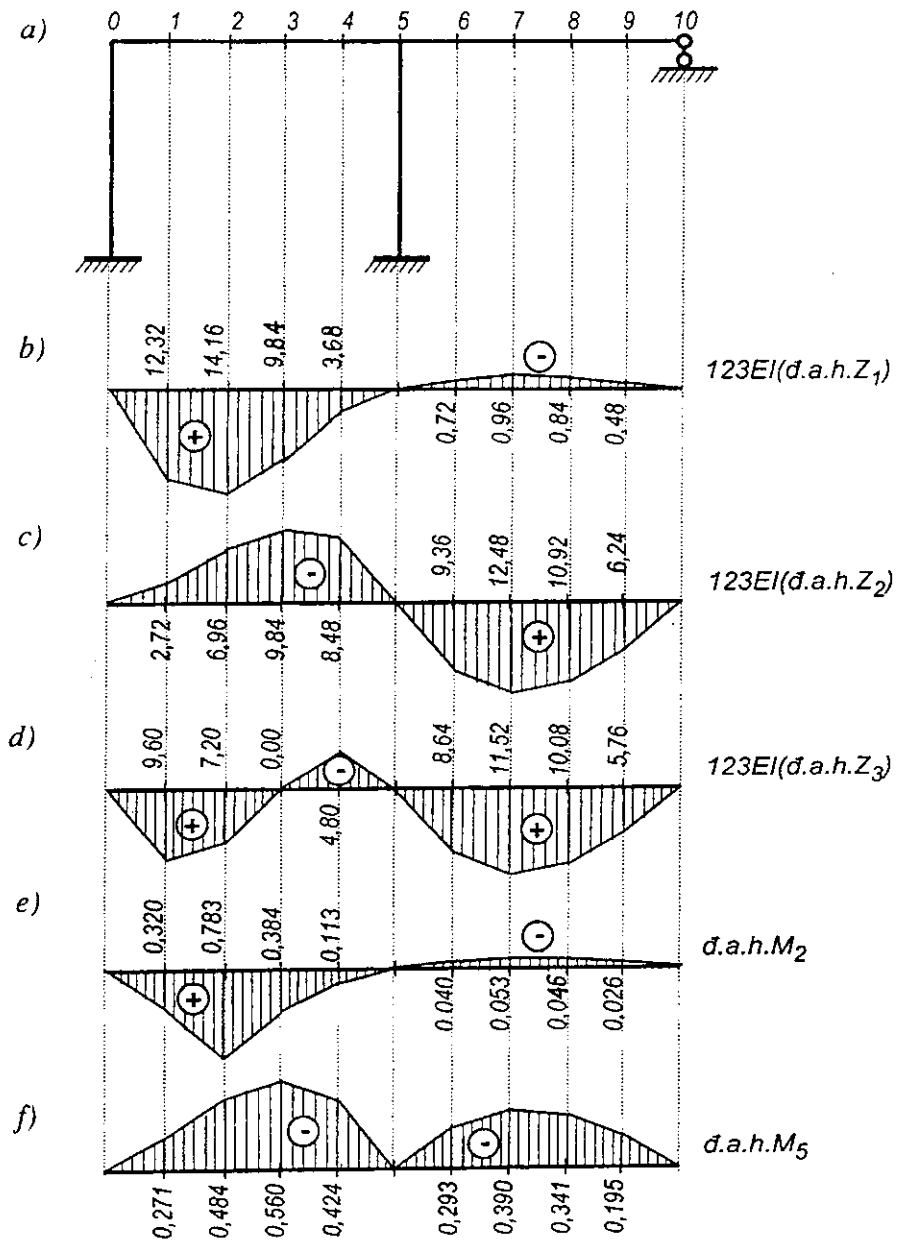 a) 0 1 2 3 4 5 6 7 8 9 10
b) 12,32 14,16 9,84 3,68 + - 0,72 0,96 0,84 0,48 123EI(đ.a.h.Z1)
c) 2,72 6,96 9,84 8,48 - 9,36 12,48 10,92 6,24 + 123EI(đ.a.h.Z2)
d) 9,60 7,20 0,00 4,80 + - 8,64 11,52 10,08 5,76 + 123EI(đ.a.h.Z3)
e) 0,320 0,783 0,384 0,113 + - 0,040 0,053 0,046 0,026 đ.a.h.M2
f) 0,271 0,484 0,560 0,424 - - 0,293 0,390 0,341 0,195 đ.a.h.M5